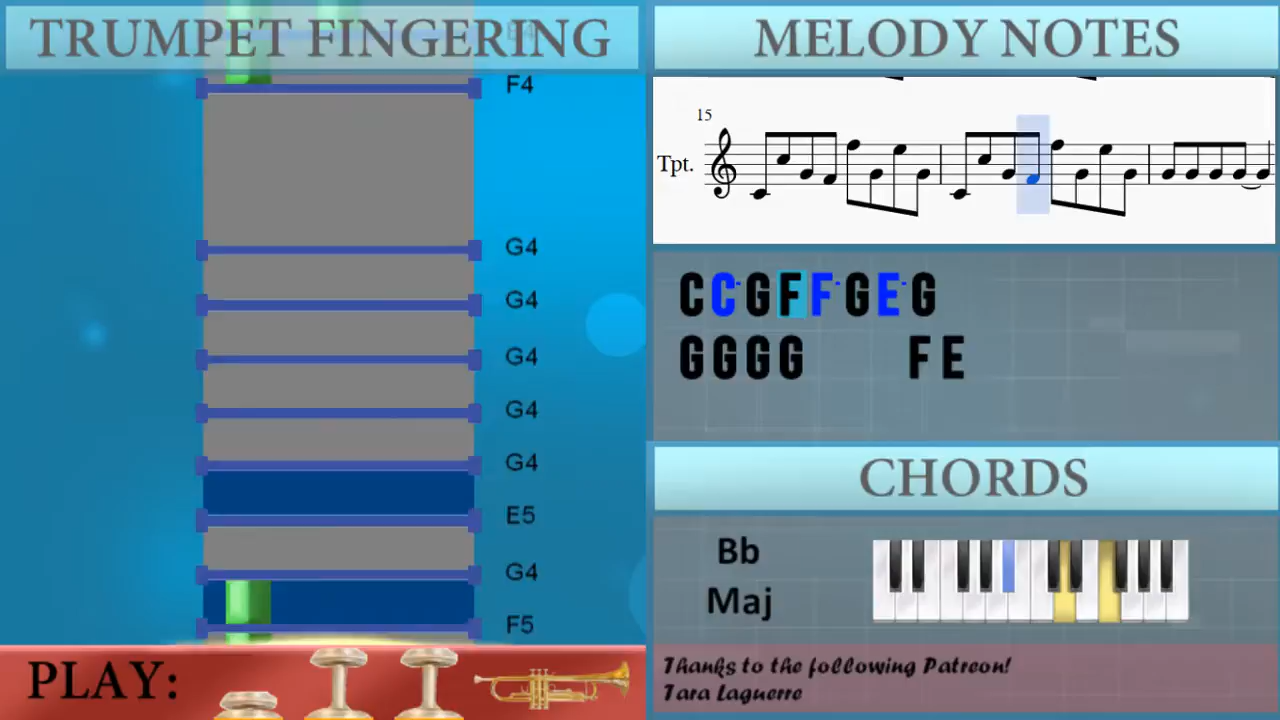 TRUMPET FINGERING
F4
G4
G4
G4
G4
G4
E5
G4
F5
PLAY:
MELODY NOTES
15
Tpt.
C C G F F G E G
G G G G F E
CHORDS
Bb
Maj
Thanks to the following Patreon!
Tara Laguerre